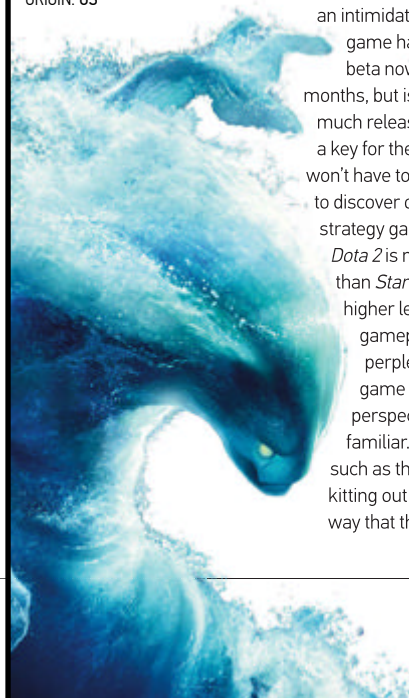 ORIGIN: US
an intimidat
game ha
beta nov
months, but is
much releas
a key for the
won't have to
to discover o
strategy ga
Dota 2 is n
than Star
higher le
gamep
perple
game
perspec
familiar.
such as th
kitting out
way that th